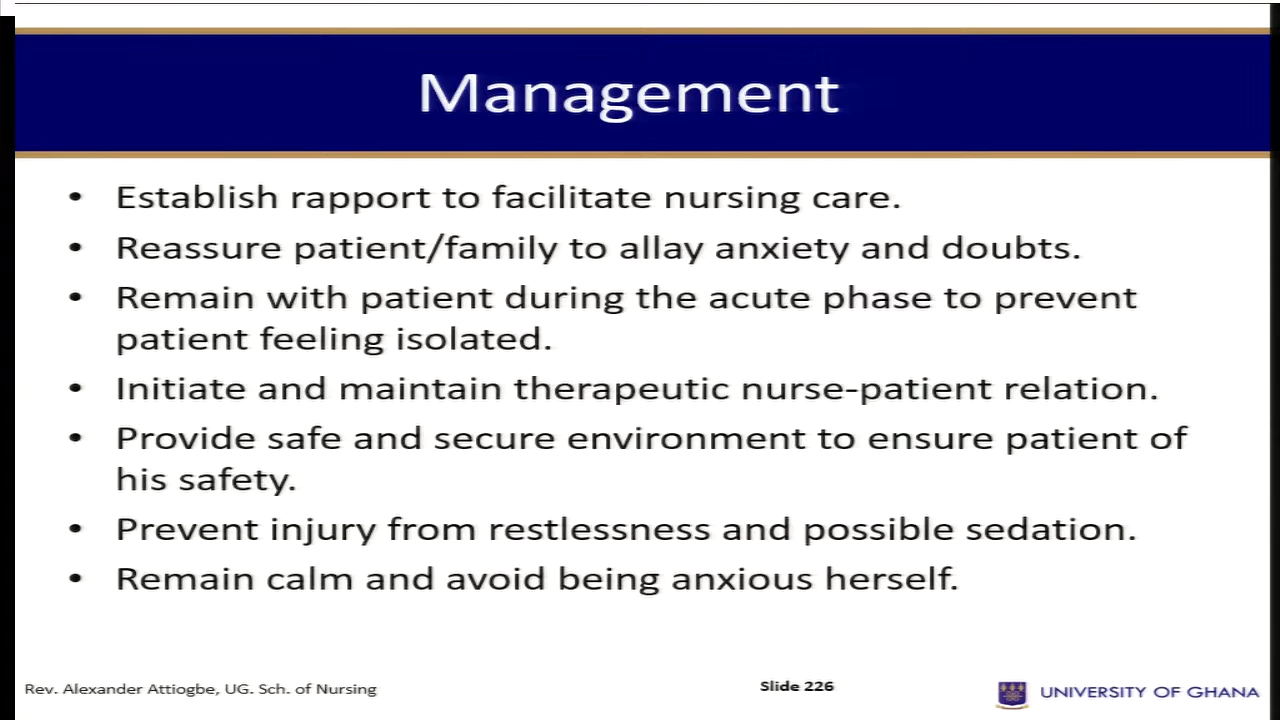 Management
• Establish rapport to facilitate nursing care.
• Reassure patient/family to allay anxiety and doubts.
• Remain with patient during the acute phase to prevent
patient feeling isolated.
• Initiate and maintain therapeutic nurse-patient relation.
• Provide safe and secure environment to ensure patient of
his safety.
• Prevent injury from restlessness and possible sedation.
• Remain calm and avoid being anxious herself.
Rev. Alexander Attiogbe, UG. Sch. of Nursing
Slide 226
UNIVERSITY OF GHANA